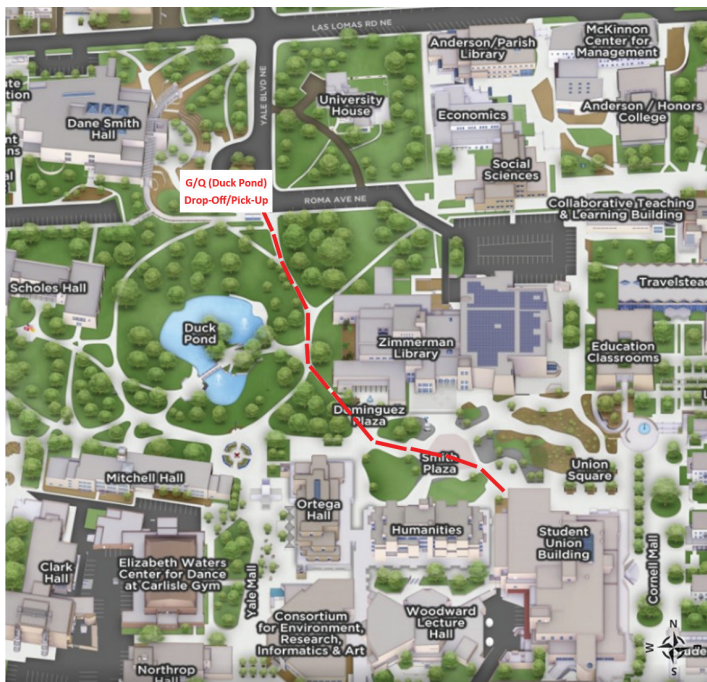 LAS LOMAS RD NE
YALE BLVD NE
Anderson/Parish
Library
McKinnon
Center for
Management
Dane Smith
Hall
University
House
Economics
Anderson / Honors
College
Social
Sciences
G/Q (Duck Pond)
Drop-Off/Pick-Up
ROMA AVE NE
Collaborative Teaching
& Learning Building
Scholes Hall
Travelstead
Duck
Pond
Zimmerman
Library
Education
Classrooms
Dominguez
Plaza
Smith
Plaza
Union
Square
Mitchell Hall
Ortega
Hall
Humanities
Student
Union
Building
Clark
Hall
Elizabeth Waters
Center for Dance
at Carlisle Gym
Yale Mall
Cornell Mall
Consortium
for Environment,
Research,
Informatics & Art
Woodward
Lecture
Hall
Northrop
Hall
N
W
E
S